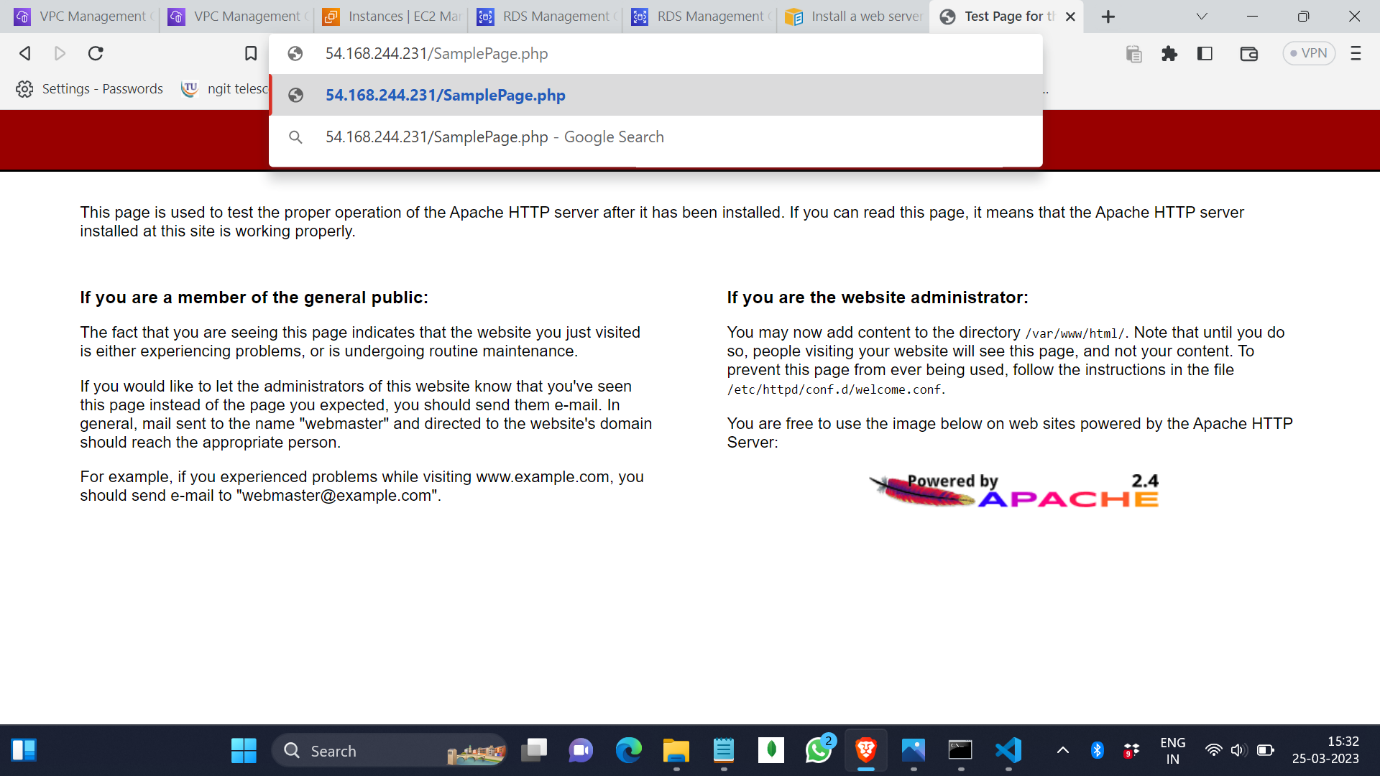 VPC Management
VPC Management
Instances | EC2 Mar
RDS Management
RDS Management
Install a web server
Test Page for th
54.168.244.231/SamplePage.php
VPN
54.168.244.231/SamplePage.php
54.168.244.231/SamplePage.php - Google Search
Settings - Passwords
TU
ngit telesc
This page is used to test the proper operation of the Apache HTTP server after it has been installed. If you can read this page, it means that the Apache HTTP server
installed at this site is working properly.
If you are a member of the general public:
The fact that you are seeing this page indicates that the website you just visited
is either experiencing problems, or is undergoing routine maintenance.
If you would like to let the administrators of this website know that you've seen
this page instead of the page you expected, you should send them e-mail. In
general, mail sent to the name "webmaster" and directed to the website's domain
should reach the appropriate person.
For example, if you experienced problems while visiting www.example.com, you
should send e-mail to "webmaster@example.com".
If you are the website administrator:
You may now add content to the directory /var/www/html/. Note that until you do
so, people visiting your website will see this page, and not your content. To
prevent this page from ever being used, follow the instructions in the file
/etc/httpd/conf.d/welcome.conf.
You are free to use the image below on web sites powered by the Apache HTTP
Server:
Powered by 2.4
APACHE
Search
2
9
ENG
IN
15:32
25-03-2023